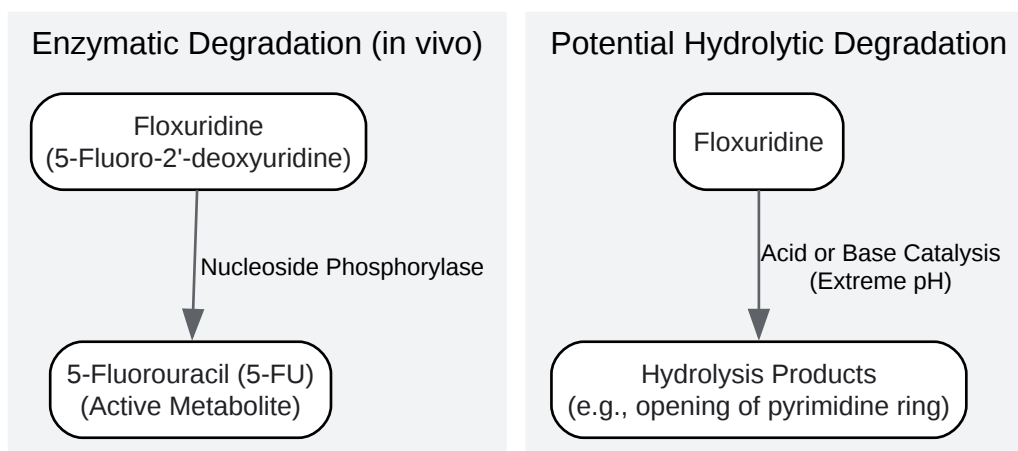 Enzymatic Degradation (in vivo)
Floxuridine
(5-Fluoro-2'-deoxyuridine)
Nucleoside Phosphorylase
5-Fluorouracil (5-FU)
(Active Metabolite)
Potential Hydrolytic Degradation
Floxuridine
Acid or Base Catalysis
(Extreme pH)
Hydrolysis Products
(e.g., opening of pyrimidine ring)